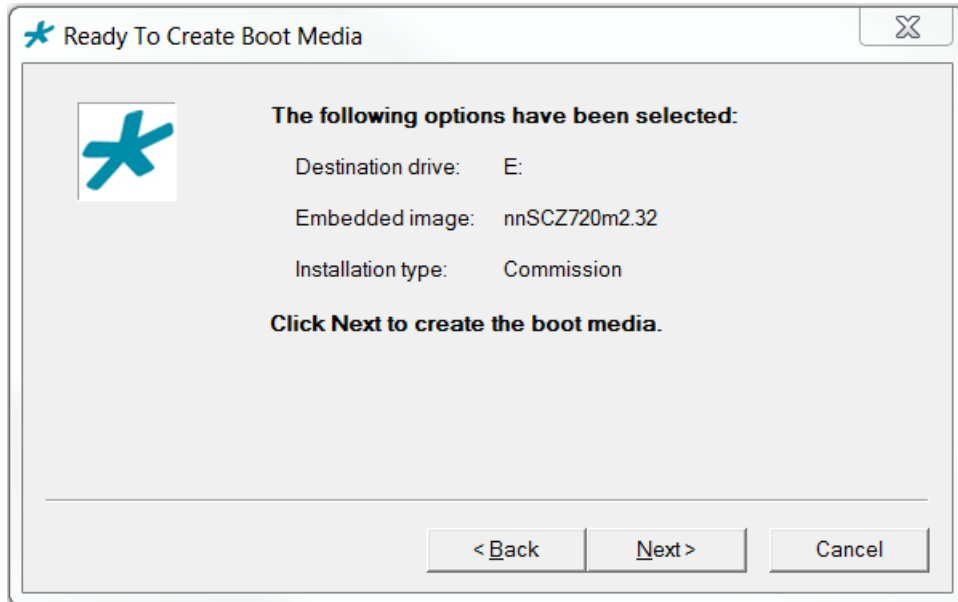 Ready To Create Boot Media
The following options have been selected:
Destination drive: E:
Embedded image: nnSCZ720m2.32
Installation type: Commission
Click Next to create the boot media.
< Back Next > Cancel